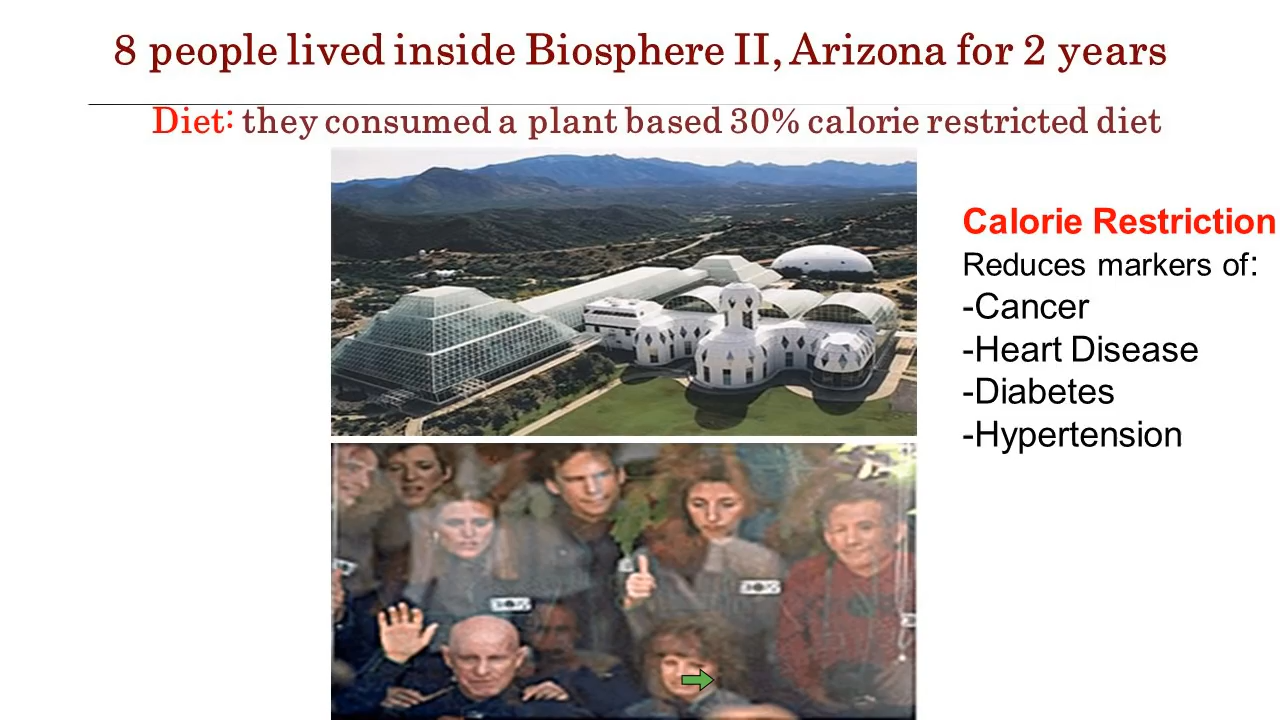 8 people lived inside Biosphere II, Arizona for 2 years
Diet: they consumed a plant based 30% calorie restricted diet
Calorie Restriction
Reduces markers of:
-Cancer
-Heart Disease
-Diabetes
-Hypertension